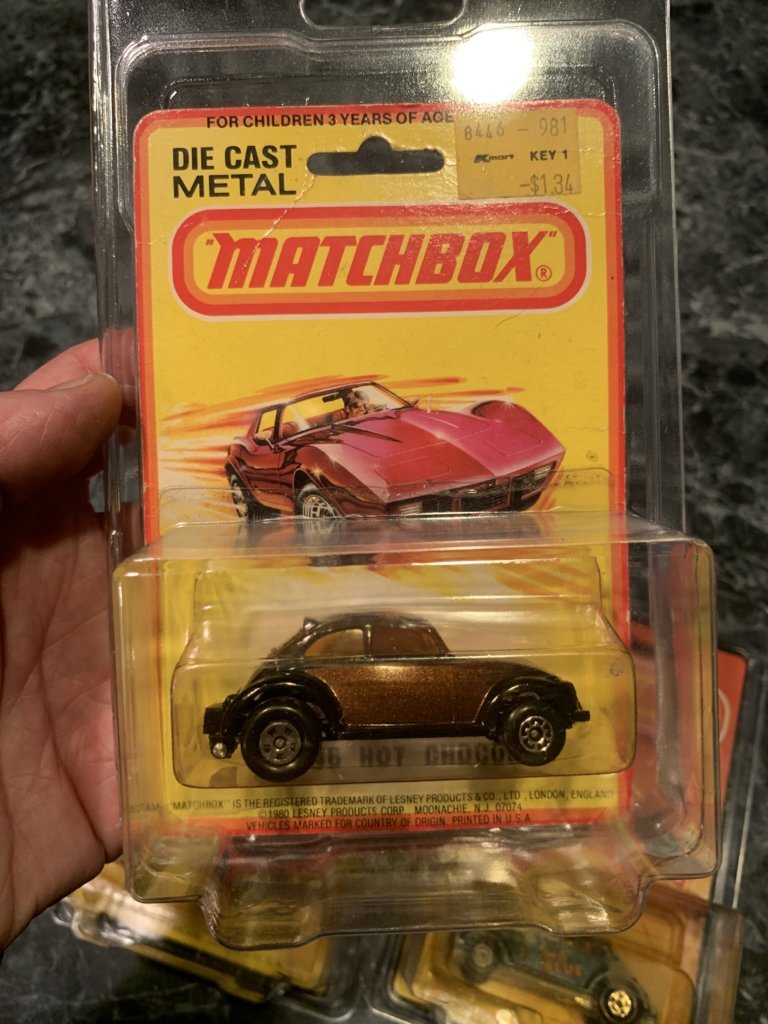 FOR CHILDREN 3 YEARS OF AGE
8446 - 981
Kmart KEY 1
-$1.34
DIE CAST
METAL
"MATCHBOX"®
46 HOT CHOCO
"MATCHBOX" IS THE REGISTERED TRADEMARK OF LESNEY PRODUCTS & CO., LTD., LONDON, ENGLAND
©1980 LESNEY PRODUCTS CORP., MOONACHIE, N.J. 07074
VEHICLES MARKED FOR COUNTRY OF ORIGIN. PRINTED IN U.S.A.